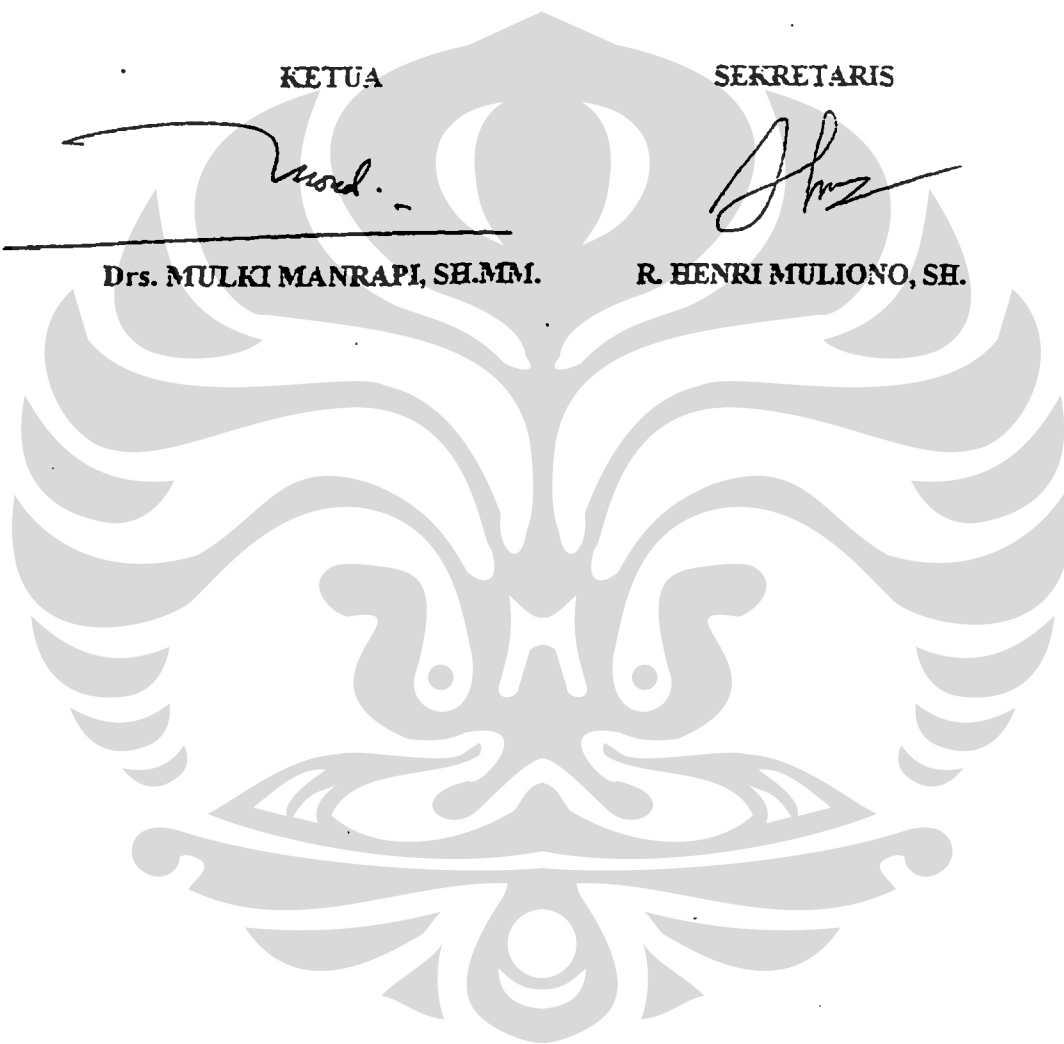 KETUA SEKRETARIS
Drs. MULKI MANRAPI, SH.MM. R. HENRI MULIONO, SH.